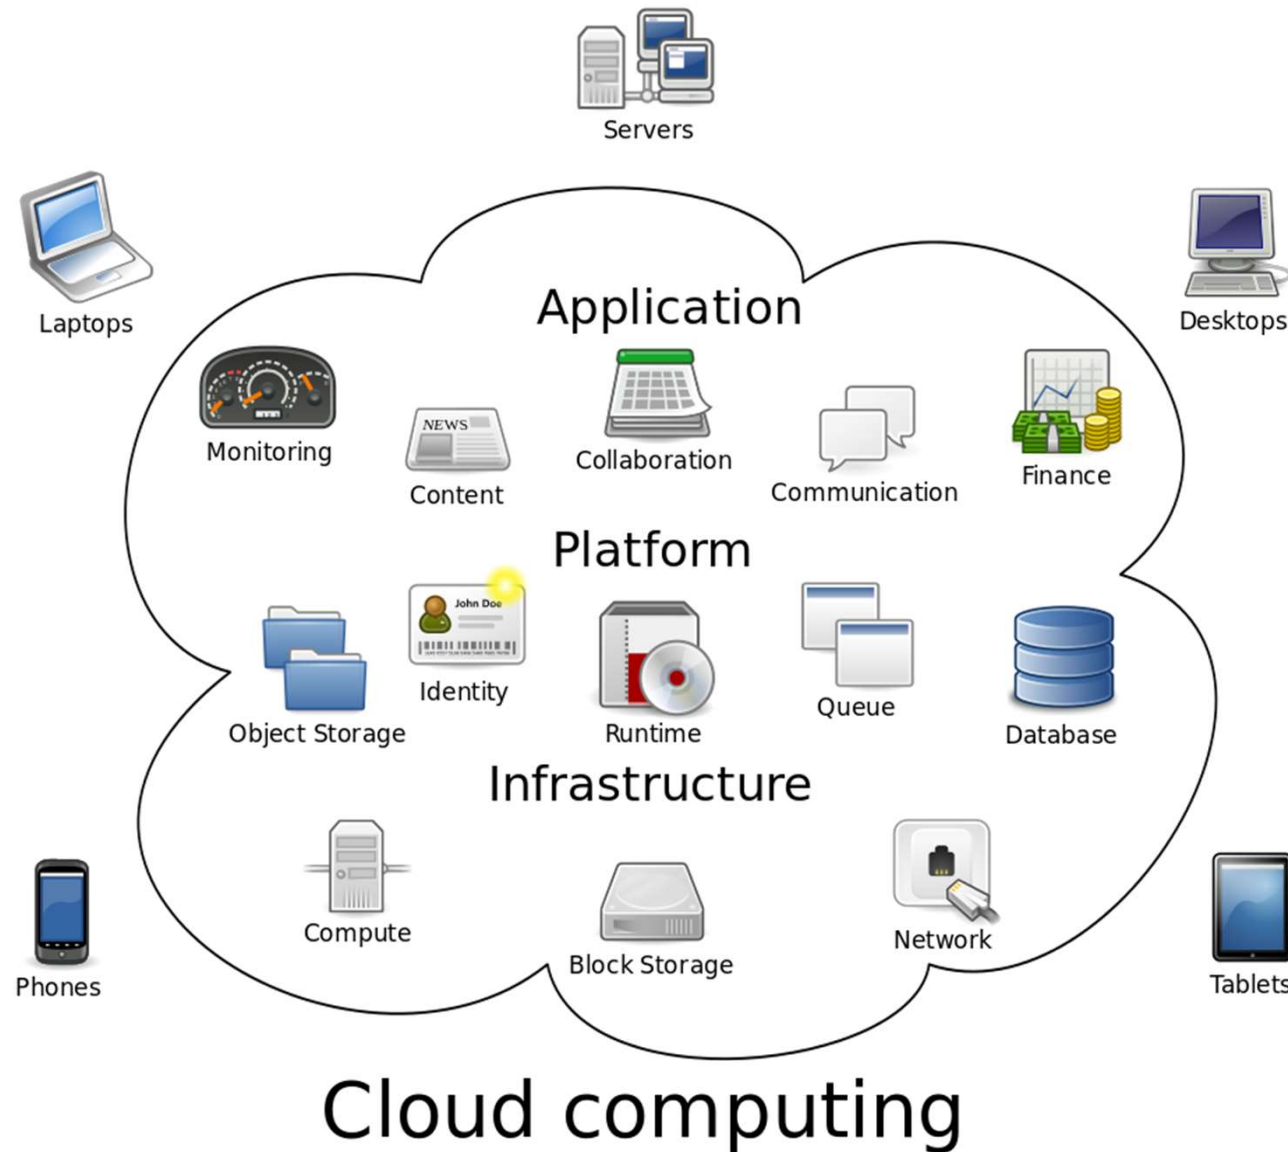 Servers
Laptops
Desktops
Application
Monitoring
NEWS
Content
Collaboration
Communication
Finance
Platform
John Doe
Identity
Object Storage
Runtime
Queue
Database
Infrastructure
Compute
Block Storage
Network
Phones
Tablets
Cloud computing